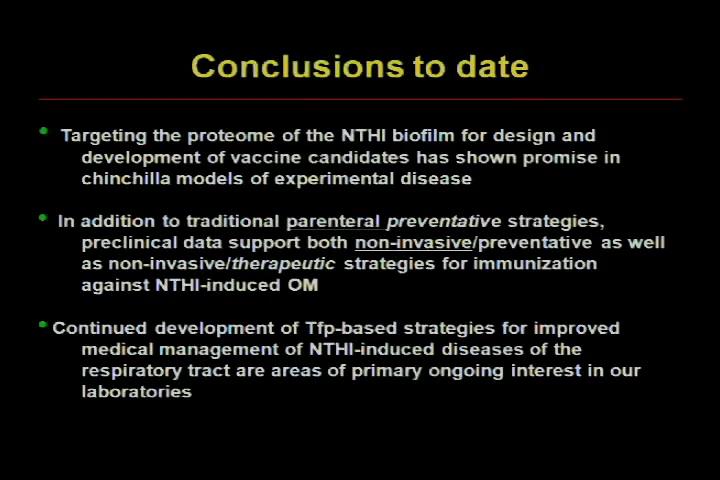 Conclusions to date
• Targeting the proteome of the NTHI biofilm for design and
development of vaccine candidates has shown promise in
chinchilla models of experimental disease
• In addition to traditional parenteral preventative strategies,
preclinical data support both non-invasive/preventative as well
as non-invasive/therapeutic strategies for immunization
against NTHI-induced OM
• Continued development of Tfp-based strategies for improved
medical management of NTHI-induced diseases of the
respiratory tract are areas of primary ongoing interest in our
laboratories